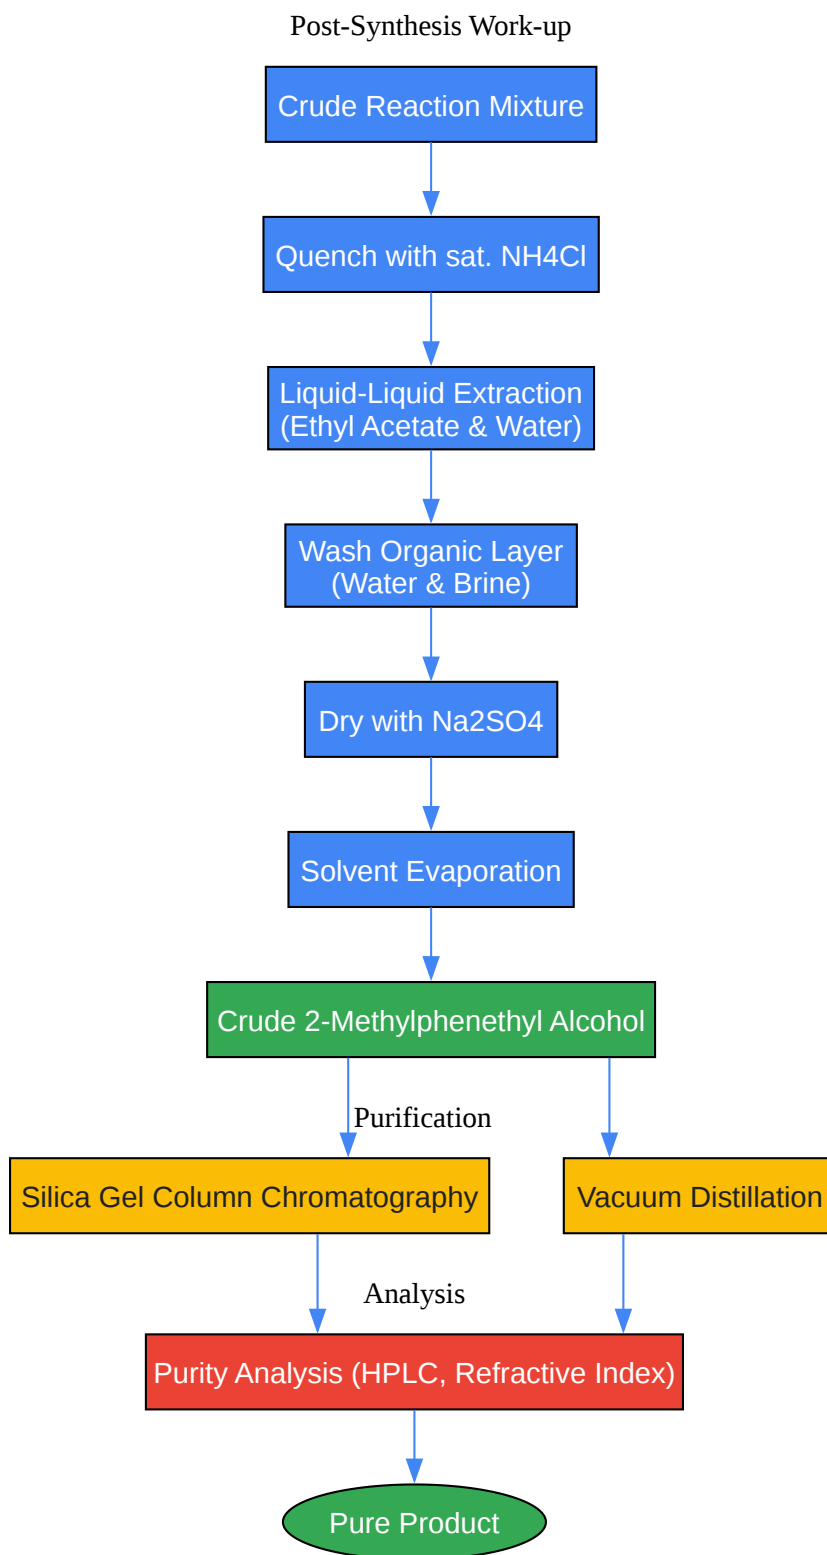 Post-Synthesis Work-up
Crude Reaction Mixture
Quench with sat. NH4Cl
Liquid-Liquid Extraction
(Ethyl Acetate & Water)
Wash Organic Layer
(Water & Brine)
Dry with Na2SO4
Solvent Evaporation
Crude 2-Methylphenethyl Alcohol
Purification
Silica Gel Column Chromatography
Vacuum Distillation
Analysis
Purity Analysis (HPLC, Refractive Index)
Pure Product